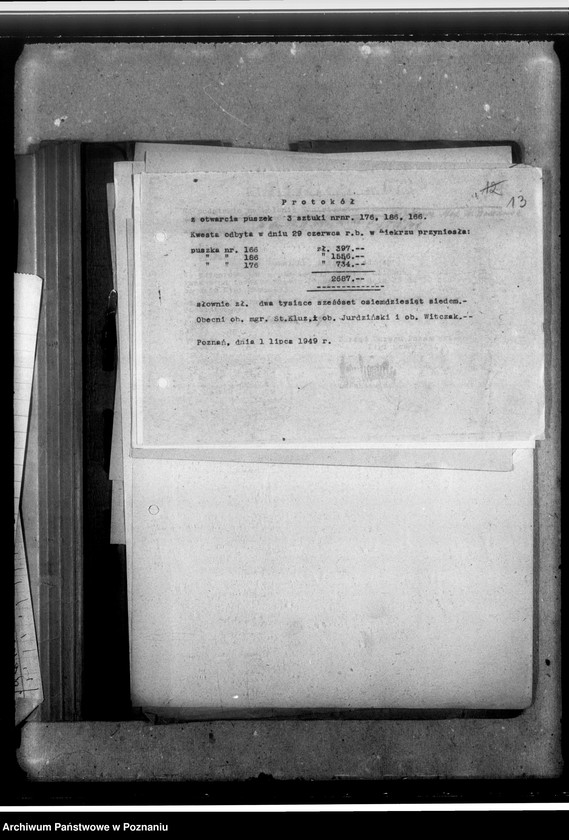 12
13
Protokół
z otwarcia puszek 3 sztuki nrnr. 176, 186, 166.
Kwesta odbyta w dniu 29 czerwca r.b. w Kiekrzu przyniosła:
puszka nr. 166 zł. 397.--
" " 186 " 1556.--
" " 176 " 734.--
2687.--
słownie zł. dwa tysiące sześćset osiemdziesiąt siedem.-
Obecni ob. mgr. St.Kluz, ob. Jurdziński i ob. Witczak.--
Poznań, dnia 1 lipca 1949 r.
Archiwum Państwowe w Poznaniu